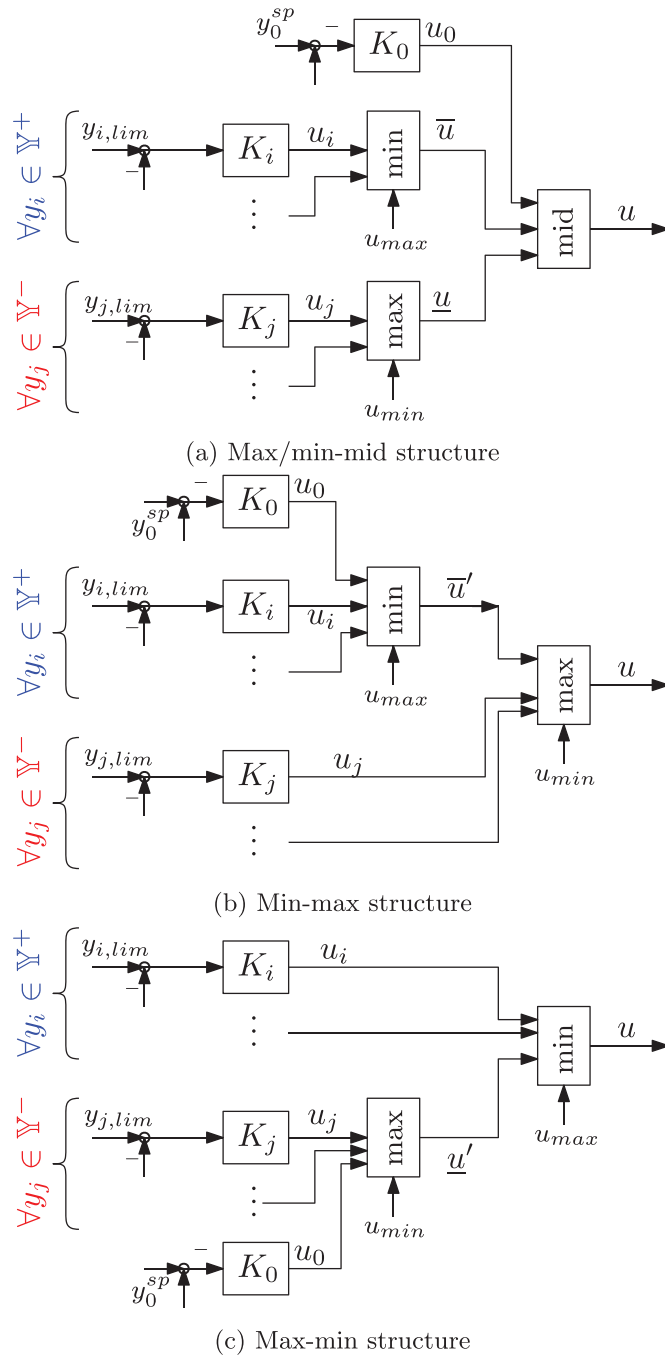 y_0^{sp}
−
K_0
u_0
∀y_i ∈ 𝕐^+
y_{i,lim}
−
K_i
u_i
min
u̅
⋮
u_{max}
mid
u
∀y_j ∈ 𝕐^−
y_{j,lim}
−
K_j
u_j
max
u̲
⋮
u_{min}
(a) Max/min-mid structure
−
K_0
u_0
y_0^{sp}
∀y_i ∈ 𝕐^+
y_{i,lim}
−
K_i
u_i
min
u̅′
⋮
u_{max}
max
u
u_{min}
∀y_j ∈ 𝕐^−
y_{j,lim}
−
K_j
u_j
⋮
(b) Min-max structure
∀y_i ∈ 𝕐^+
y_{i,lim}
−
K_i
u_i
⋮
min
u
u_{max}
∀y_j ∈ 𝕐^−
y_{j,lim}
−
K_j
u_j
max
u̲′
⋮
u_{min}
−
K_0
u_0
y_0^{sp}
(c) Max-min structure